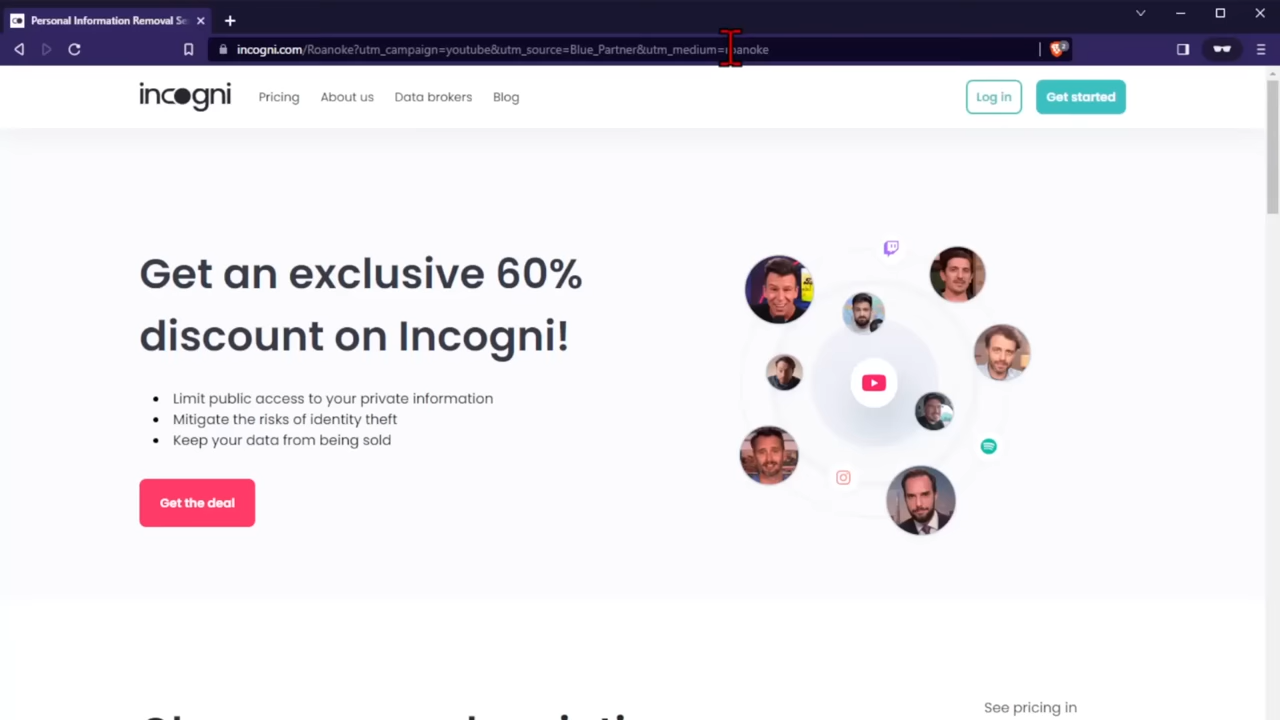 Personal Information Removal Se
incogni.com/Roanoke?utm_campaign=youtube&utm_source=Blue_Partner&utm_medium=roanoke
2
incogni
Pricing
About us
Data brokers
Blog
Log in
Get started
Get an exclusive 60%
discount on Incogni!
• Limit public access to your private information
• Mitigate the risks of identity theft
• Keep your data from being sold
Get the deal
See pricing in